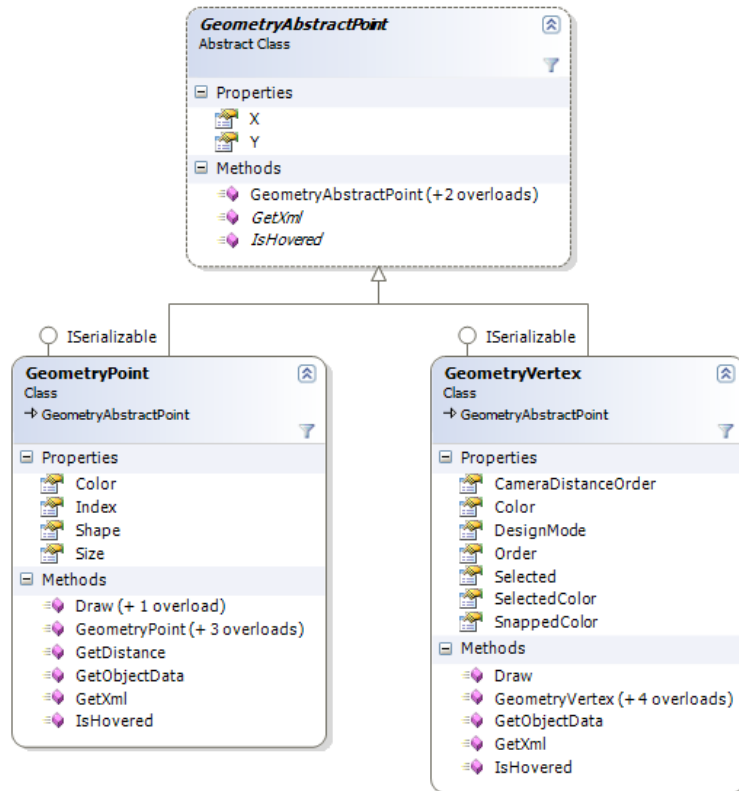 GeometryAbstractPoint
Abstract Class
Properties
X
Y
Methods
GeometryAbstractPoint (+2 overloads)
GetXml
IsHovered
ISerializable
GeometryPoint
Class
GeometryAbstractPoint
Properties
Color
Index
Shape
Size
Methods
Draw (+ 1 overload)
GeometryPoint (+ 3 overloads)
GetDistance
GetObjectData
GetXml
IsHovered
ISerializable
GeometryVertex
Class
GeometryAbstractPoint
Properties
CameraDistanceOrder
Color
DesignMode
Order
Selected
SelectedColor
SnappedColor
Methods
Draw
GeometryVertex (+ 4 overloads)
GetObjectData
GetXml
IsHovered